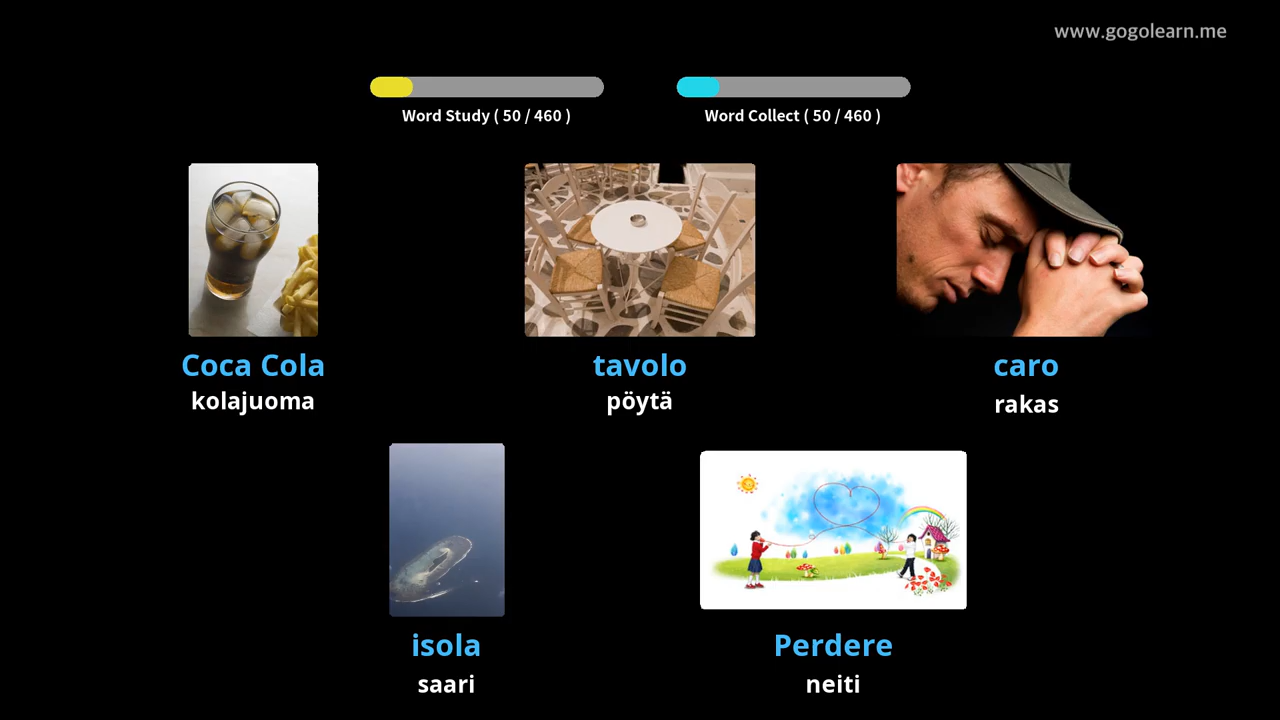 www.gogolearn.me
Word Study ( 50 / 460 )
Word Collect ( 50 / 460 )
Coca Cola
kolajuoma
tavolo
pöytä
caro
rakas
isola
saari
Perdere
neiti